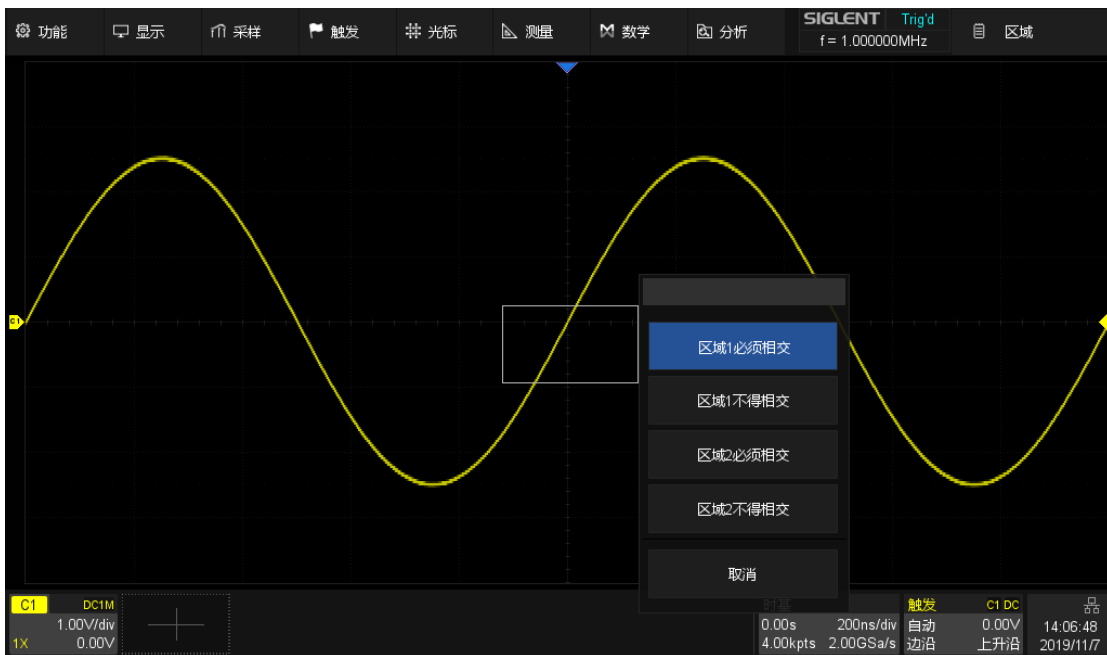 功能 显示 采样 触发 光标 测量 数学 分析 SIGLENT Trig'd 区域
f = 1.000000MHz
C1
区域1必须相交
区域1不得相交
区域2必须相交
区域2不得相交
取消
C1 DC1M 时基 触发 C1 DC
1.00V/div 0.00s 200ns/div 自动 0.00V 14:06:48
1X 0.00V 4.00kpts 2.00GSa/s 边沿 上升沿 2019/11/7